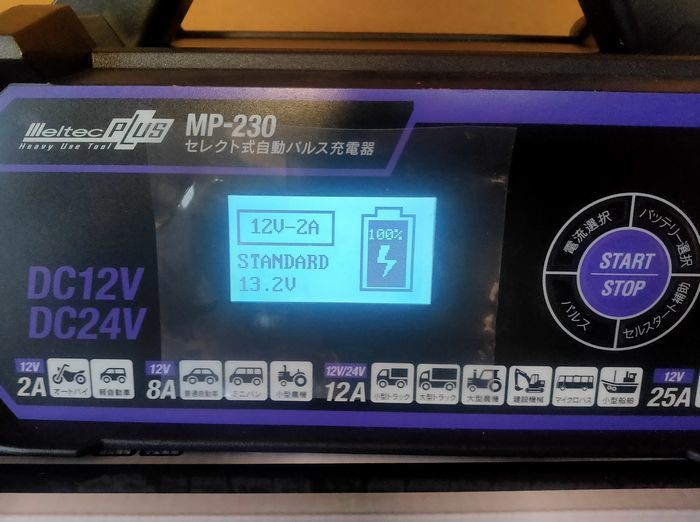 Meltec PLUS
Heavy Use Tool
MP-230
セレクト式自動パルス充電器
12V-2A
STANDARD
13.2V
100%
DC12V
DC24V
電流選択
バッテリー選択
START
STOP
パルス
セルスタート補助
12V
2A
オートバイ
軽自動車
12V
8A
普通自動車
ミニバン
小型農機
12V/24V
12A
小型トラック
大型トラック
大型農機
建設機械
マイクロバス
小型船舶
12V
25A